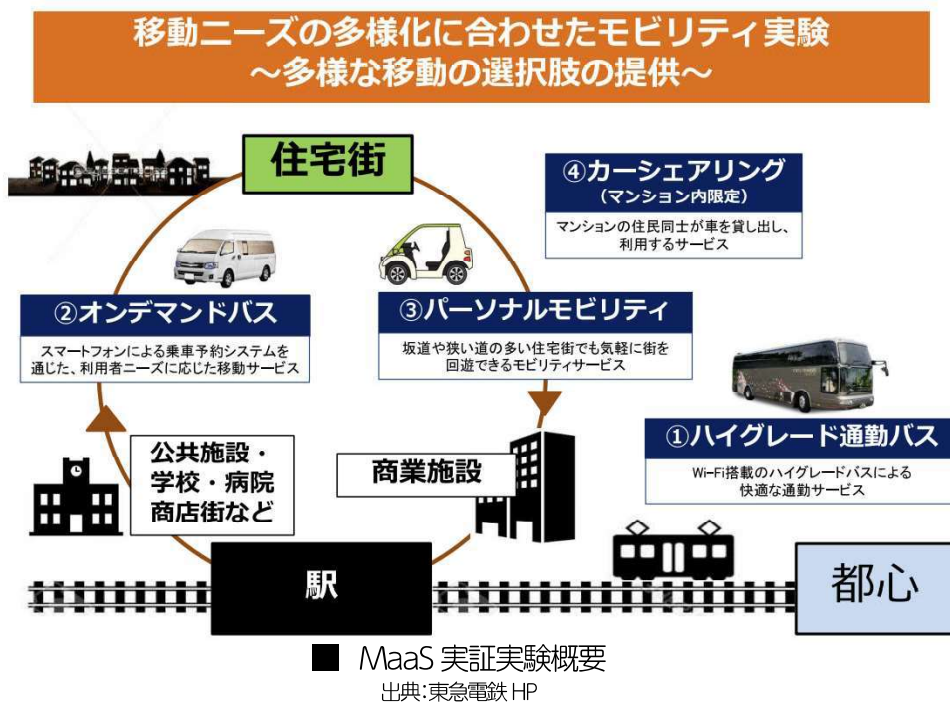 移動ニーズの多様化に合わせたモビリティ実験
～多様な移動の選択肢の提供～
住宅街
④カーシェアリング
（マンション内限定）
マンションの住民同士が車を貸し出し、
利用するサービス
②オンデマンドバス
スマートフォンによる乗車予約システムを
通じた、利用者ニーズに応じた移動サービス
③パーソナルモビリティ
坂道や狭い道の多い住宅街でも気軽に街を
回遊できるモビリティサービス
①ハイグレード通勤バス
Wi-Fi搭載のハイグレードバスによる
快適な通勤サービス
公共施設・
学校・病院
商店街など
商業施設
駅
都心
■ MaaS 実証実験概要
出典：東急電鉄 HP